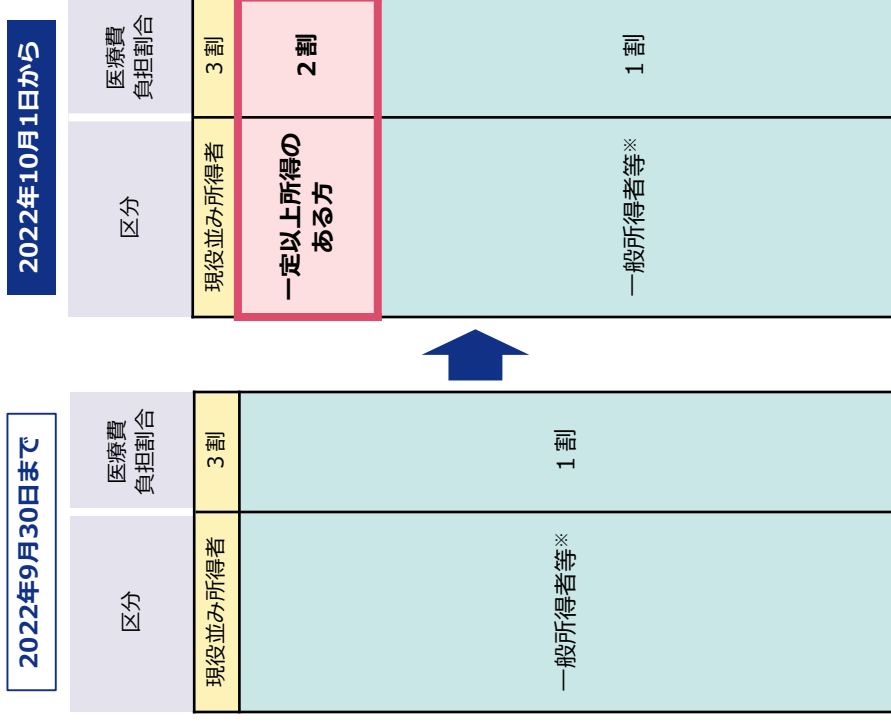 2022年9月30日まで
区分
医療費
負担割合
現役並み所得者
3割
一般所得者等※
1割
2022年10月1日から
区分
医療費
負担割合
現役並み所得者
3割
一定以上所得の
ある方
2割
一般所得者等※
1割